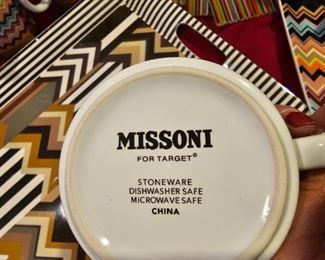 MISSONI
FOR TARGET®
STONEWARE
DISHWASHER SAFE
MICROWAVE SAFE
CHINA